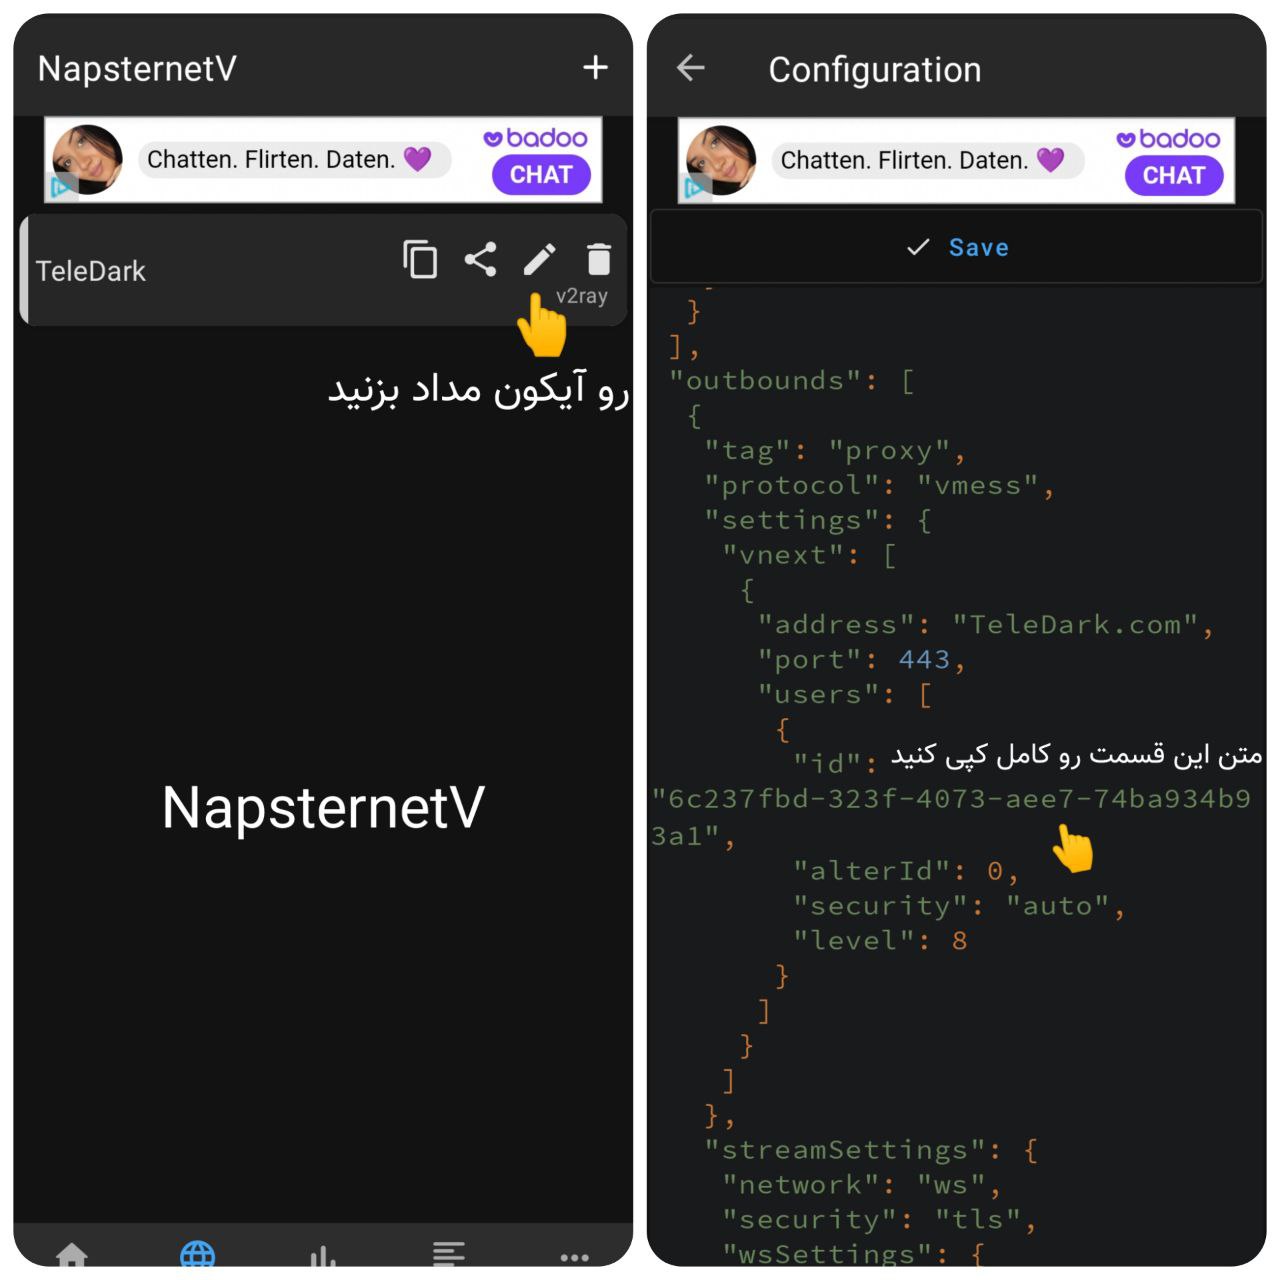 NapsternetV
+
Chatten. Flirten. Daten. 💜
badoo
CHAT
TeleDark
v2ray
رو آیکون مداد بزنید
NapsternetV
Configuration
Chatten. Flirten. Daten. 💜
badoo
CHAT
Save
}
],
"outbounds": [
{
"tag": "proxy",
"protocol": "vmess",
"settings": {
"vnext": [
{
"address": "TeleDark.com",
"port": 443,
"users": [
{
متن این قسمت رو کامل کپی کنید
"id":
"6c237fbd-323f-4073-aee7-74ba934b9
3a1",
"alterId": 0,
"security": "auto",
"level": 8
}
]
}
]
},
"streamSettings": {
"network": "ws",
"security": "tls",
"wsSettings": {